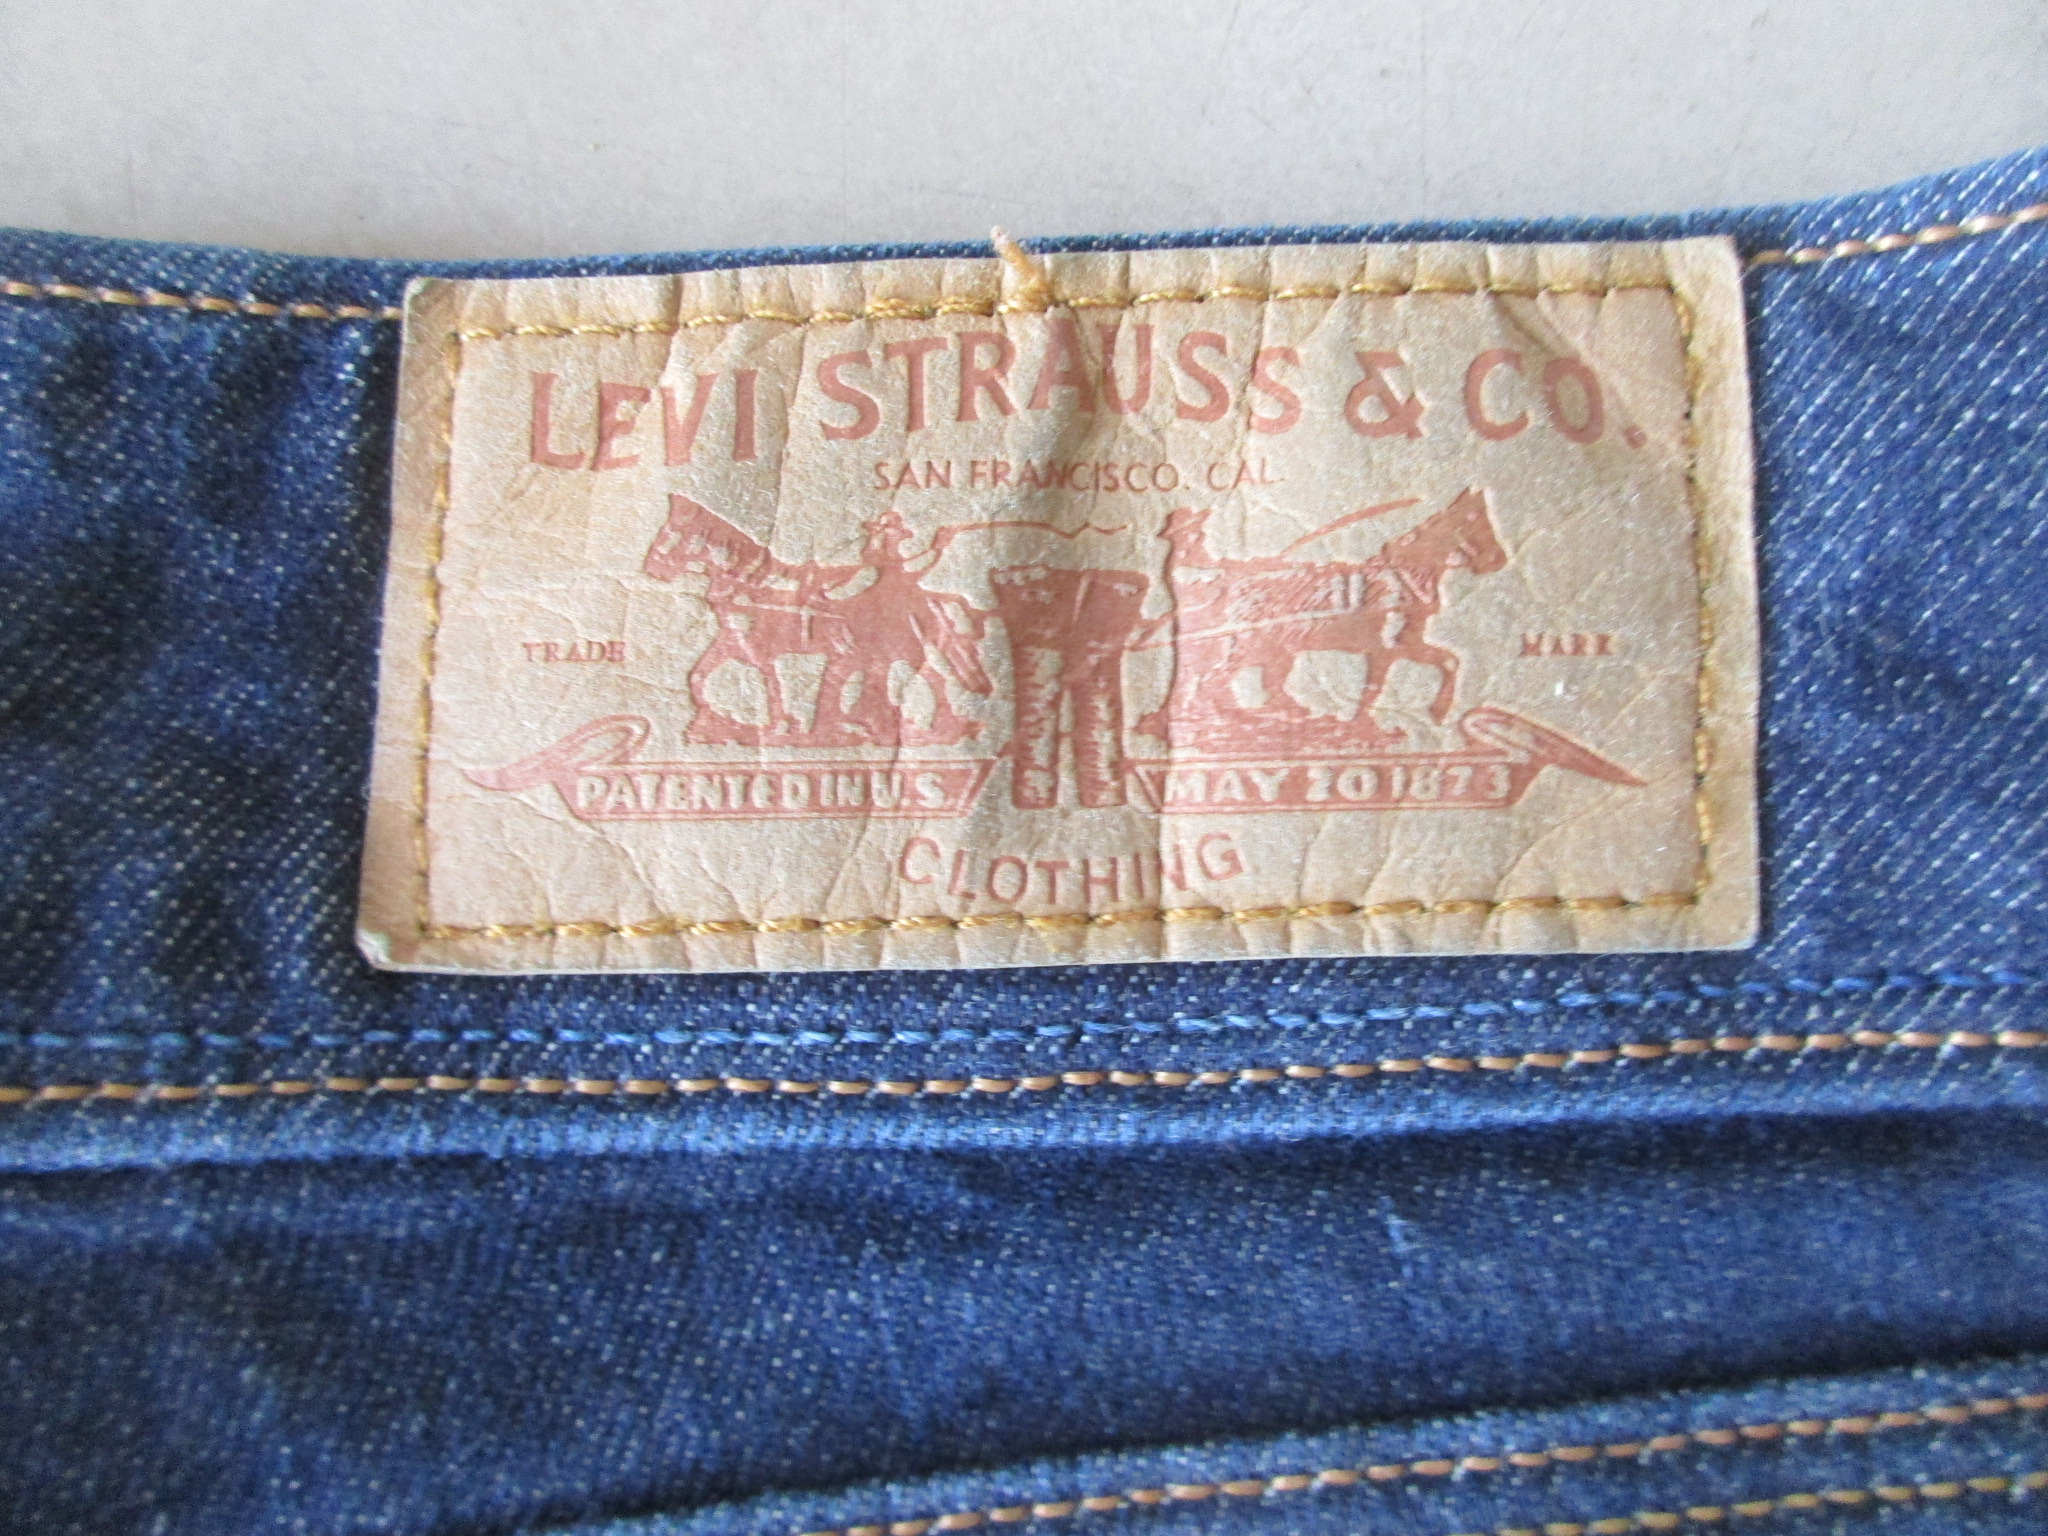 LEVI STRAUSS & CO.
SAN FRANCISCO. CAL.
TRADE MARK
PATENTED IN U.S. MAY 20 1873
CLOTHING